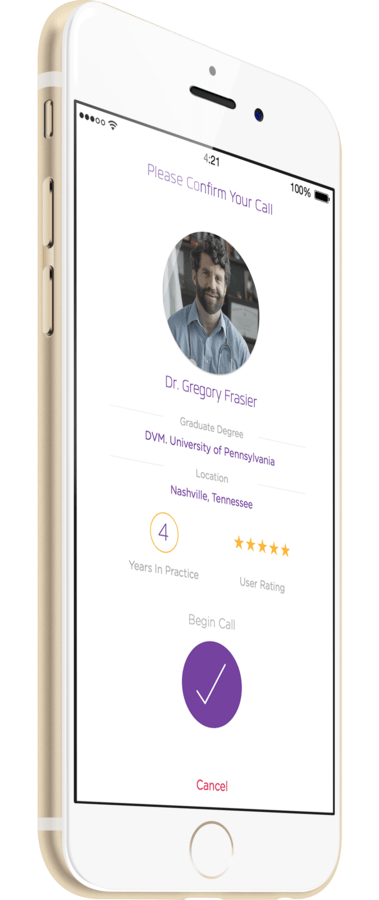 4:21
100%
Please Confirm Your Call
Dr. Gregory Frasier
Graduate Degree
DVM. University of Pennsylvania
Location
Nashville, Tennessee
4
Years In Practice
User Rating
Begin Call
Cancel